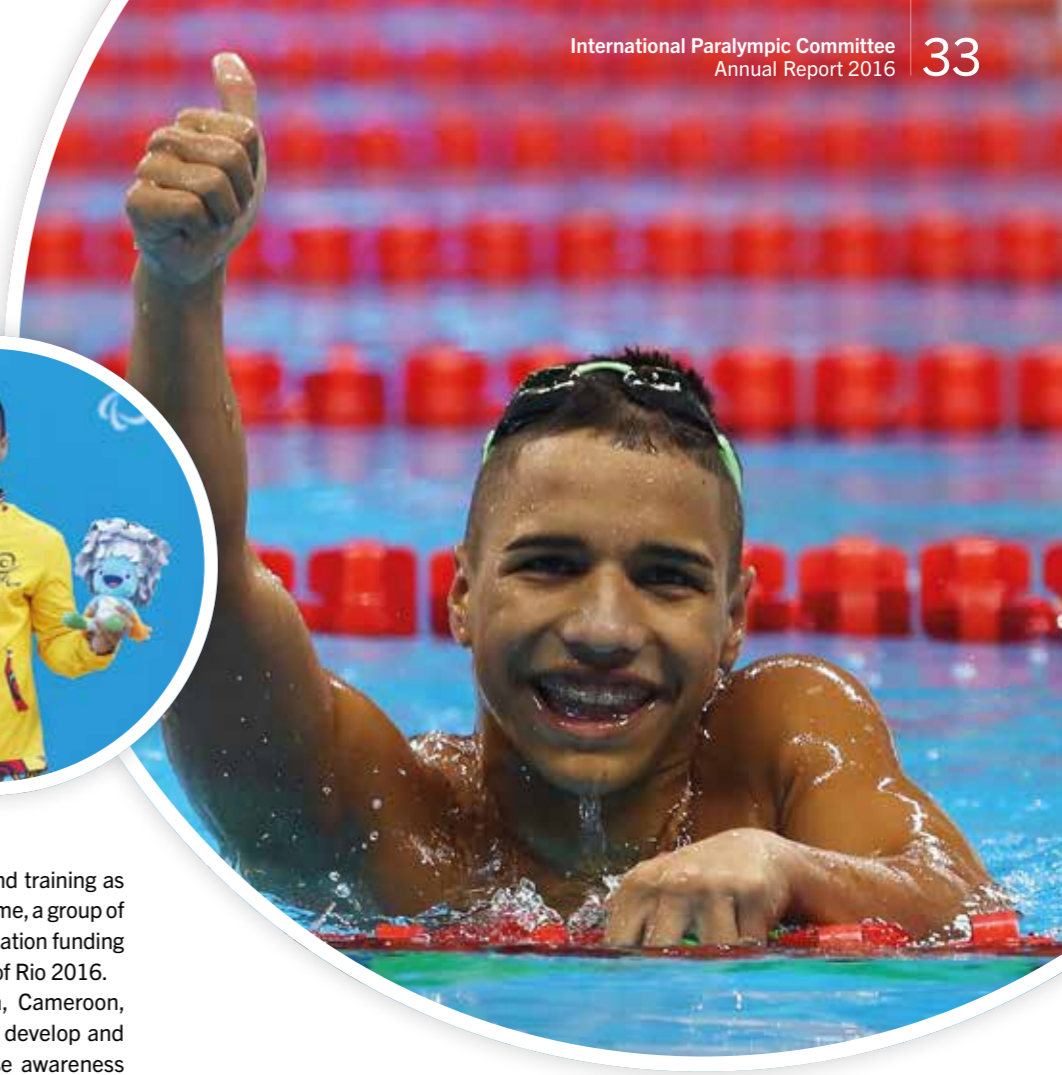 International Paralympic Committee
Annual Report 2016
33
nd training as
me, a group of
ation funding
of Rio 2016.
, Cameroon,
develop and
se awareness